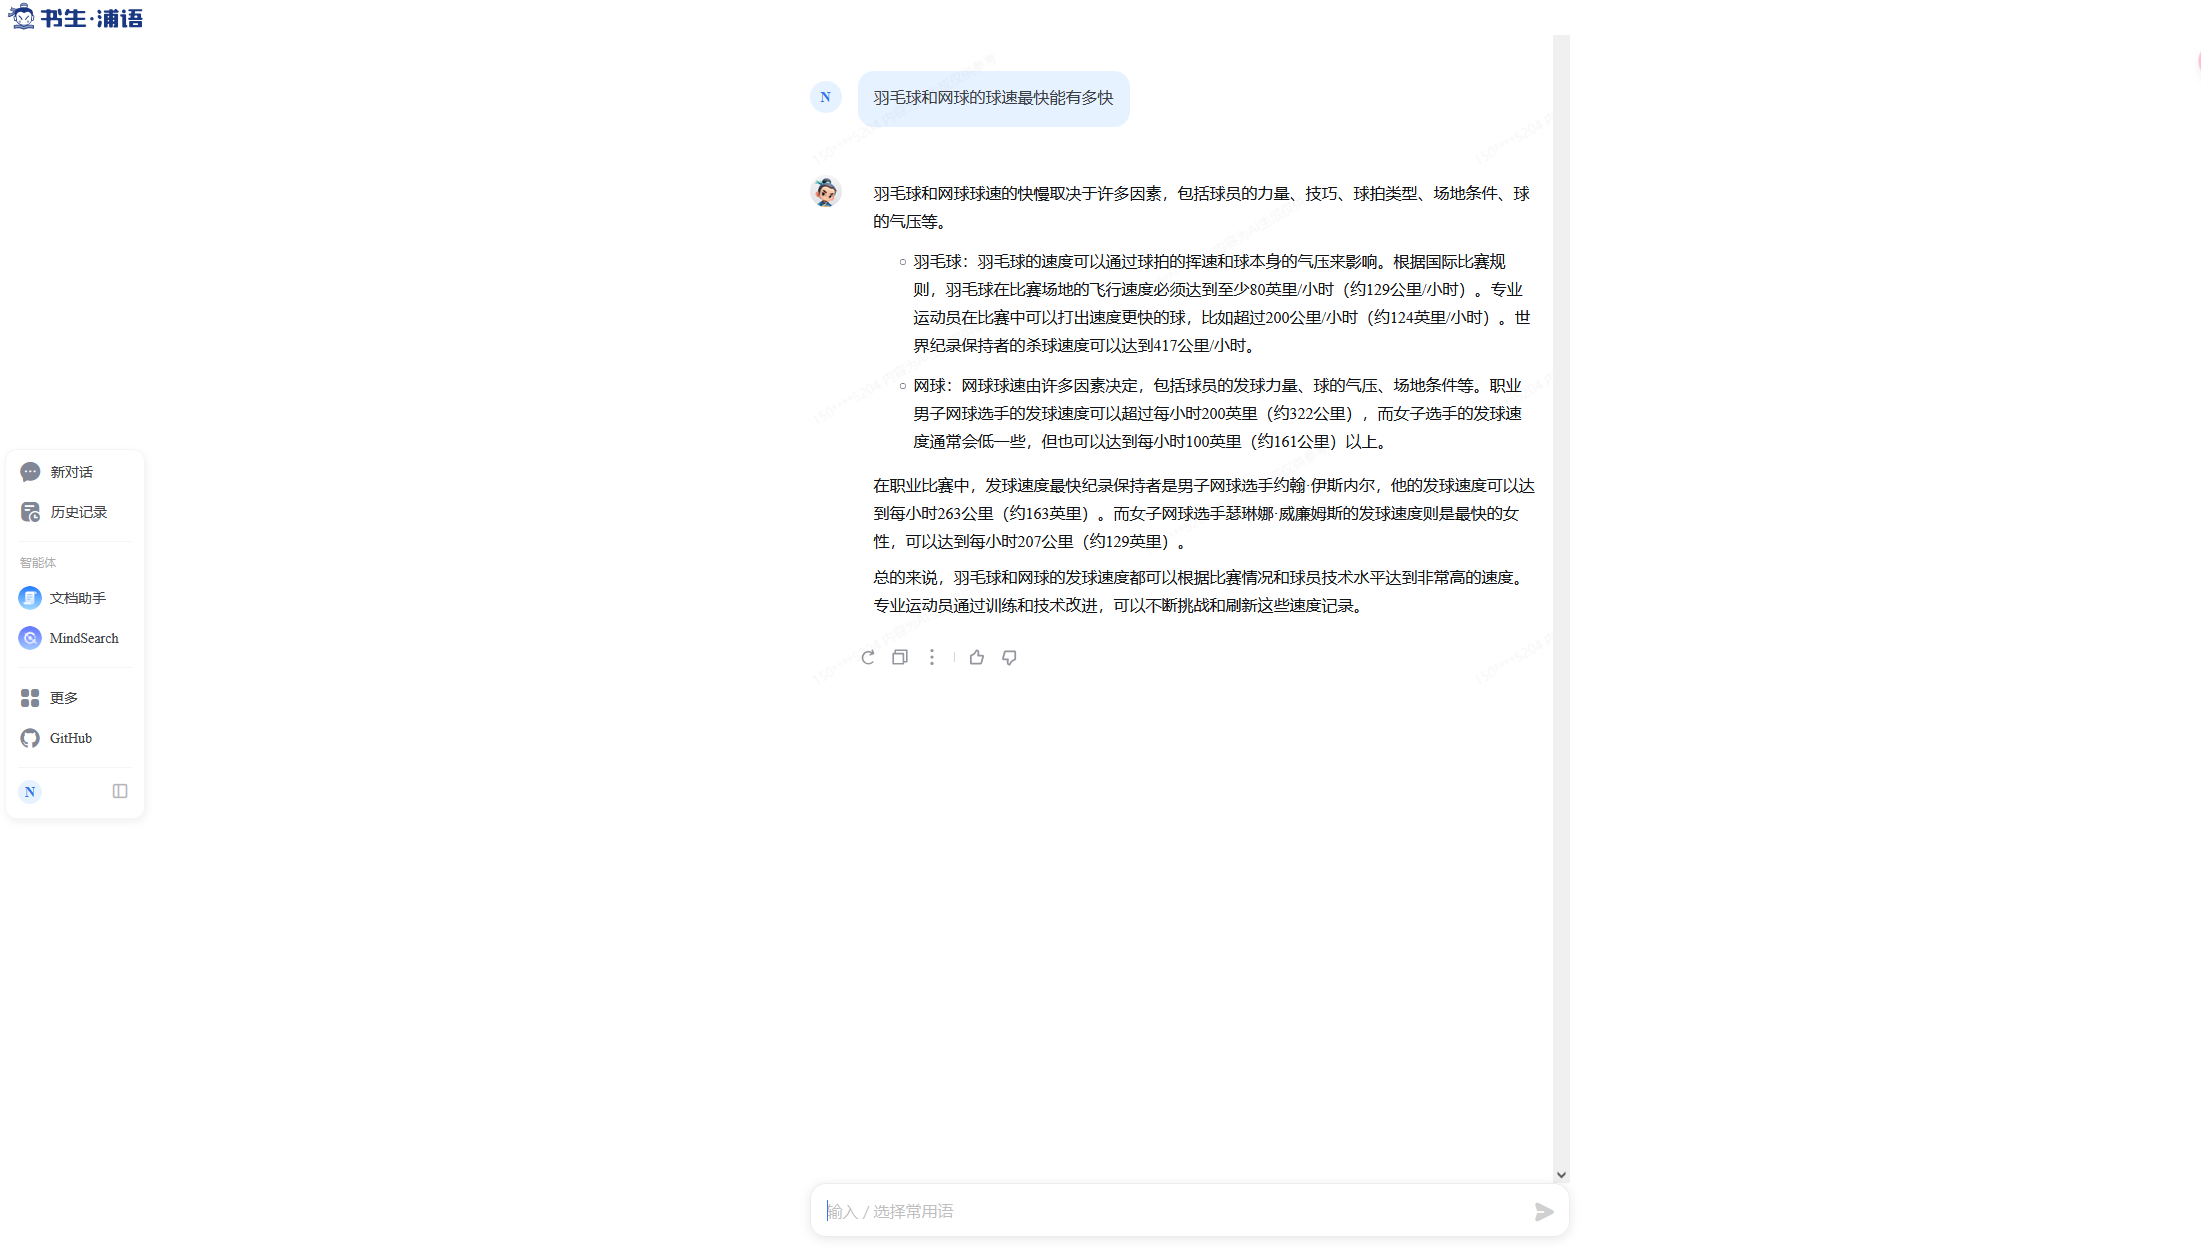 书生·浦语
N
羽毛球和网球的球速最快能有多快
羽毛球和网球球速的快慢取决于许多因素，包括球员的力量、技巧、球拍类型、场地条件、球
的气压等。
羽毛球：羽毛球的速度可以通过球拍的挥速和球本身的气压来影响。根据国际比赛规
则，羽毛球在比赛场地的飞行速度必须达到至少80英里/小时（约129公里/小时）。专业
运动员在比赛中可以打出速度更快的球，比如超过200公里/小时（约124英里/小时）。世
界纪录保持者的杀球速度可以达到417公里/小时。
网球：网球球速由许多因素决定，包括球员的发球力量、球的气压、场地条件等。职业
男子网球选手的发球速度可以超过每小时200英里（约322公里），而女子选手的发球速
度通常会低一些，但也可以达到每小时100英里（约161公里）以上。
在职业比赛中，发球速度最快纪录保持者是男子网球选手约翰·伊斯内尔，他的发球速度可以达
到每小时263公里（约163英里）。而女子网球选手瑟琳娜·威廉姆斯的发球速度则是最快的女
性，可以达到每小时207公里（约129英里）。
总的来说，羽毛球和网球的发球速度都可以根据比赛情况和球员技术水平达到非常高的速度。
专业运动员通过训练和技术改进，可以不断挑战和刷新这些速度记录。
新对话
历史记录
智能体
文档助手
MindSearch
更多
GitHub
N
输入 / 选择常用语